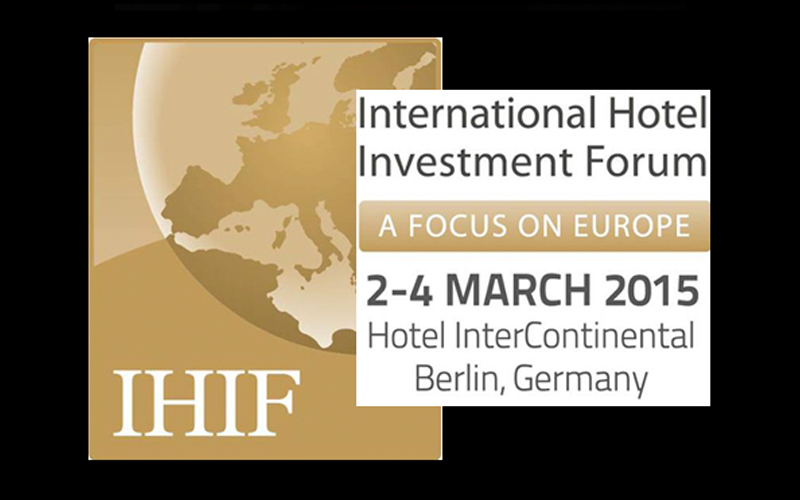 International Hotel
Investment Forum
A FOCUS ON EUROPE
2-4 MARCH 2015
Hotel InterContinental
Berlin, Germany
IHIF